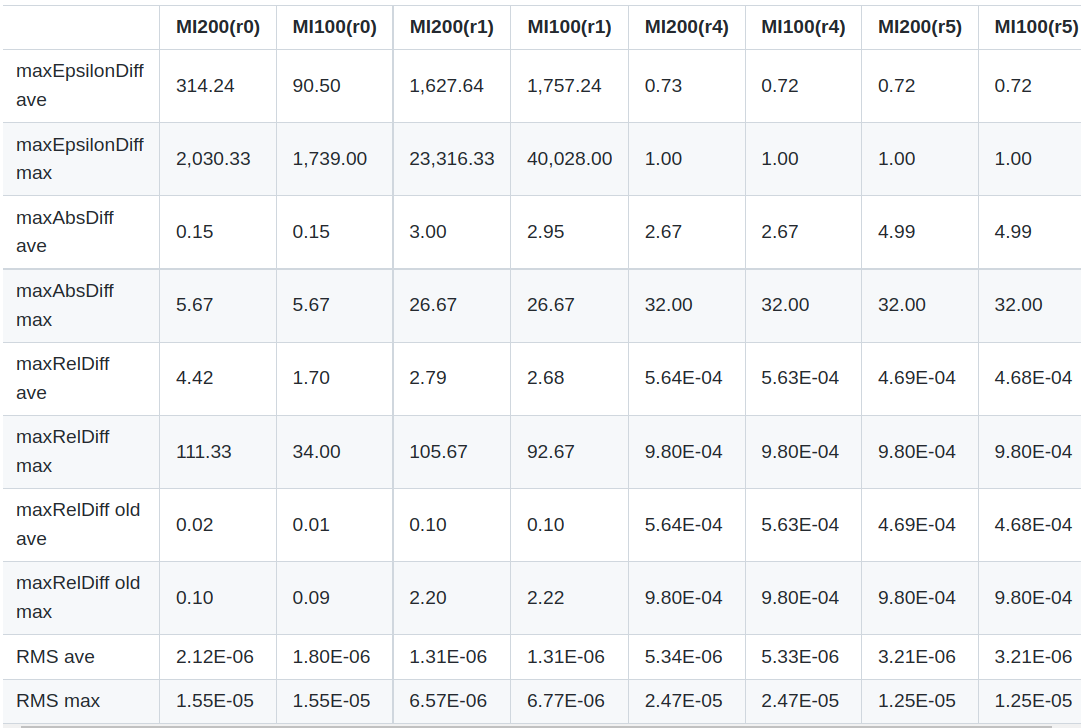 MI200(r0) MI100(r0) MI200(r1) MI100(r1) MI200(r4) MI100(r4) MI200(r5) MI100(r5)
maxEpsilonDiff
ave
314.24 90.50 1,627.64 1,757.24 0.73 0.72 0.72 0.72
maxEpsilonDiff
max
2,030.33 1,739.00 23,316.33 40,028.00 1.00 1.00 1.00 1.00
maxAbsDiff
ave
0.15 0.15 3.00 2.95 2.67 2.67 4.99 4.99
maxAbsDiff
max
5.67 5.67 26.67 26.67 32.00 32.00 32.00 32.00
maxRelDiff
ave
4.42 1.70 2.79 2.68 5.64E-04 5.63E-04 4.69E-04 4.68E-04
maxRelDiff
max
111.33 34.00 105.67 92.67 9.80E-04 9.80E-04 9.80E-04 9.80E-04
maxRelDiff old
ave
0.02 0.01 0.10 0.10 5.64E-04 5.63E-04 4.69E-04 4.68E-04
maxRelDiff old
max
0.10 0.09 2.20 2.22 9.80E-04 9.80E-04 9.80E-04 9.80E-04
RMS ave 2.12E-06 1.80E-06 1.31E-06 1.31E-06 5.34E-06 5.33E-06 3.21E-06 3.21E-06
RMS max 1.55E-05 1.55E-05 6.57E-06 6.77E-06 2.47E-05 2.47E-05 1.25E-05 1.25E-05